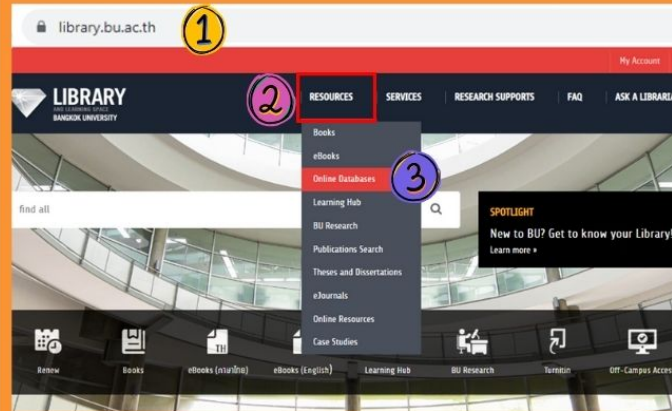 library.bu.ac.th
1
My Account
LIBRARY
AND LEARNING SPACE
BANGKOK UNIVERSITY
2
RESOURCES
SERVICES
RESEARCH SUPPORTS
FAQ
ASK A LIBRARIA
Books
eBooks
Online Databases
3
Learning Hub
BU Research
Publications Search
Theses and Dissertations
eJournals
Online Resources
Case Studies
find all
SPOTLIGHT
New to BU? Get to know your Library!
Learn more »
TH
Renew
Books
eBooks (ภาษาไทย)
eBooks (English)
Learning Hub
BU Research
Turnitin
Off-Campus Acces